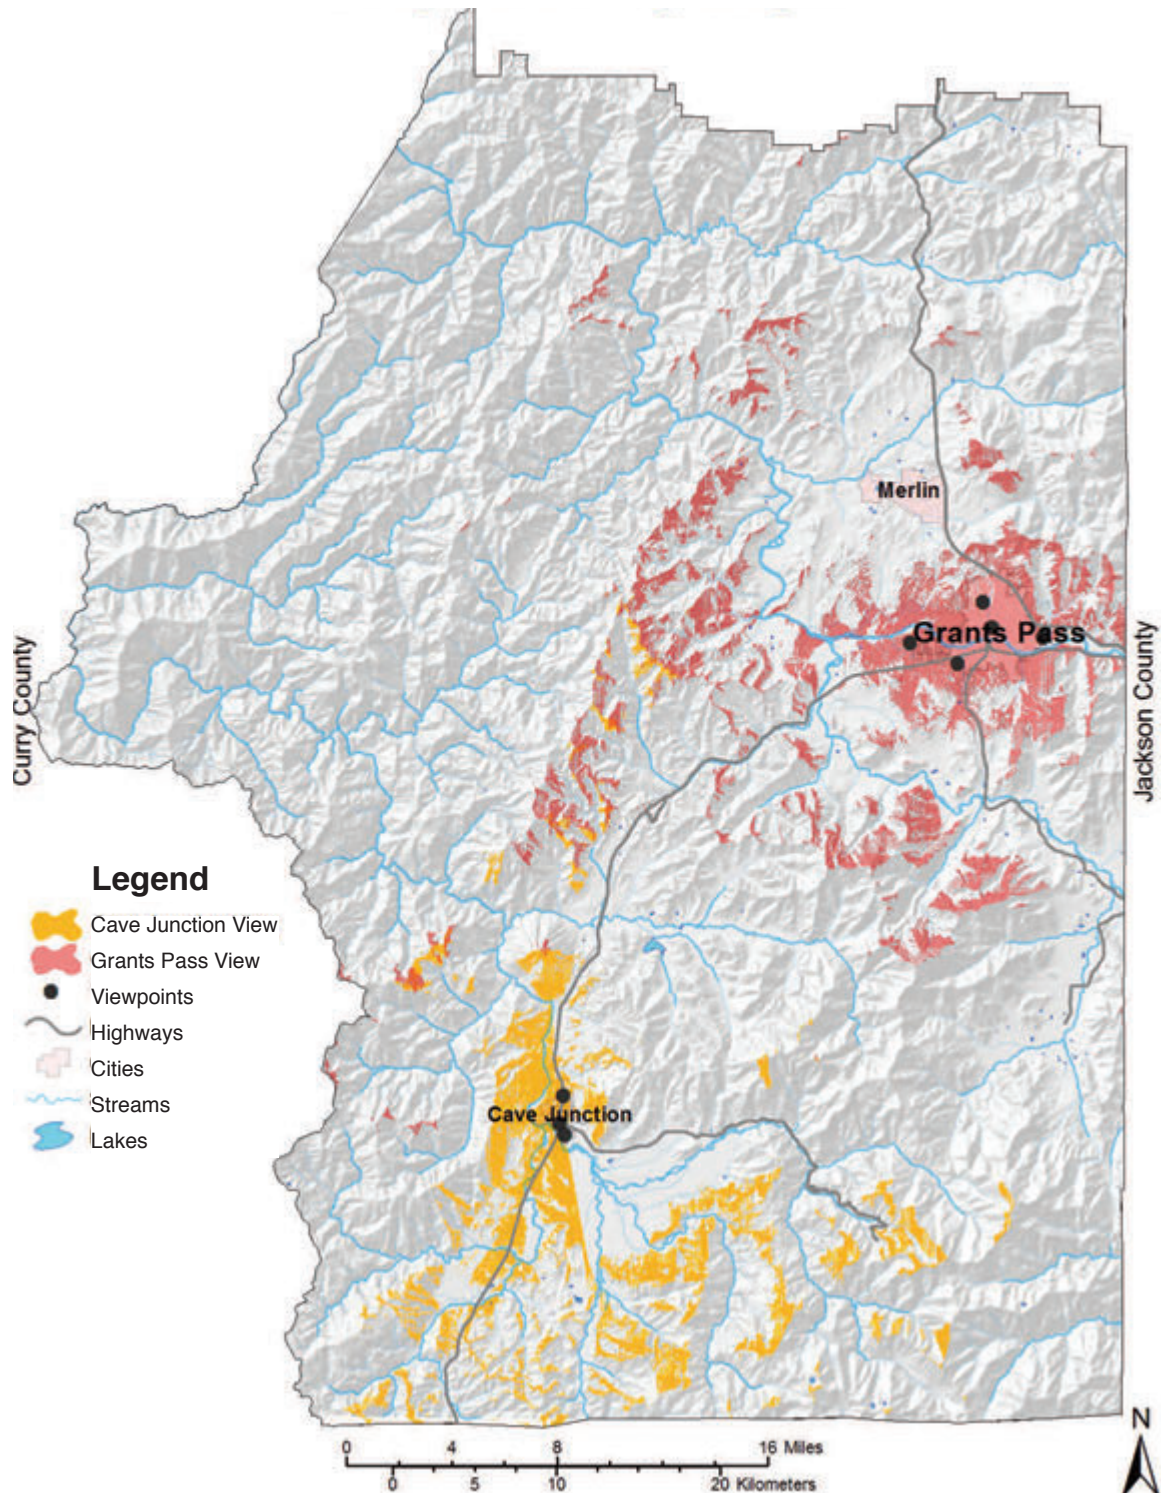 Merlin
Grants Pass
Curry County
Jackson County
Legend
Cave Junction View
Grants Pass View
Viewpoints
Highways
Cities
Streams
Lakes
Cave Junction
N
0 4 8 16 Miles
0 5 10 20 Kilometers